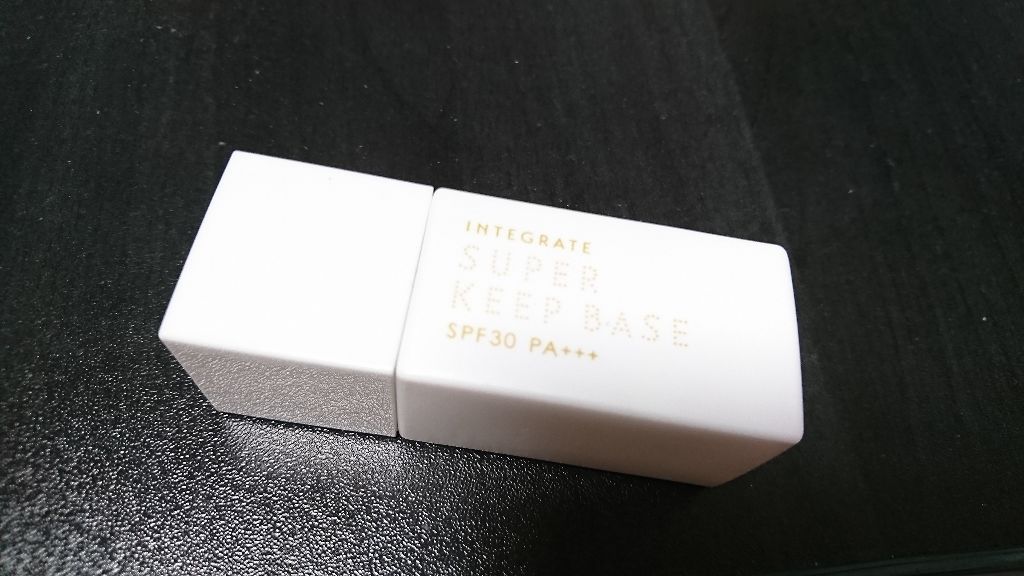 INTEGRATE
SUPER
KEEP BASE
SPF30 PA+++